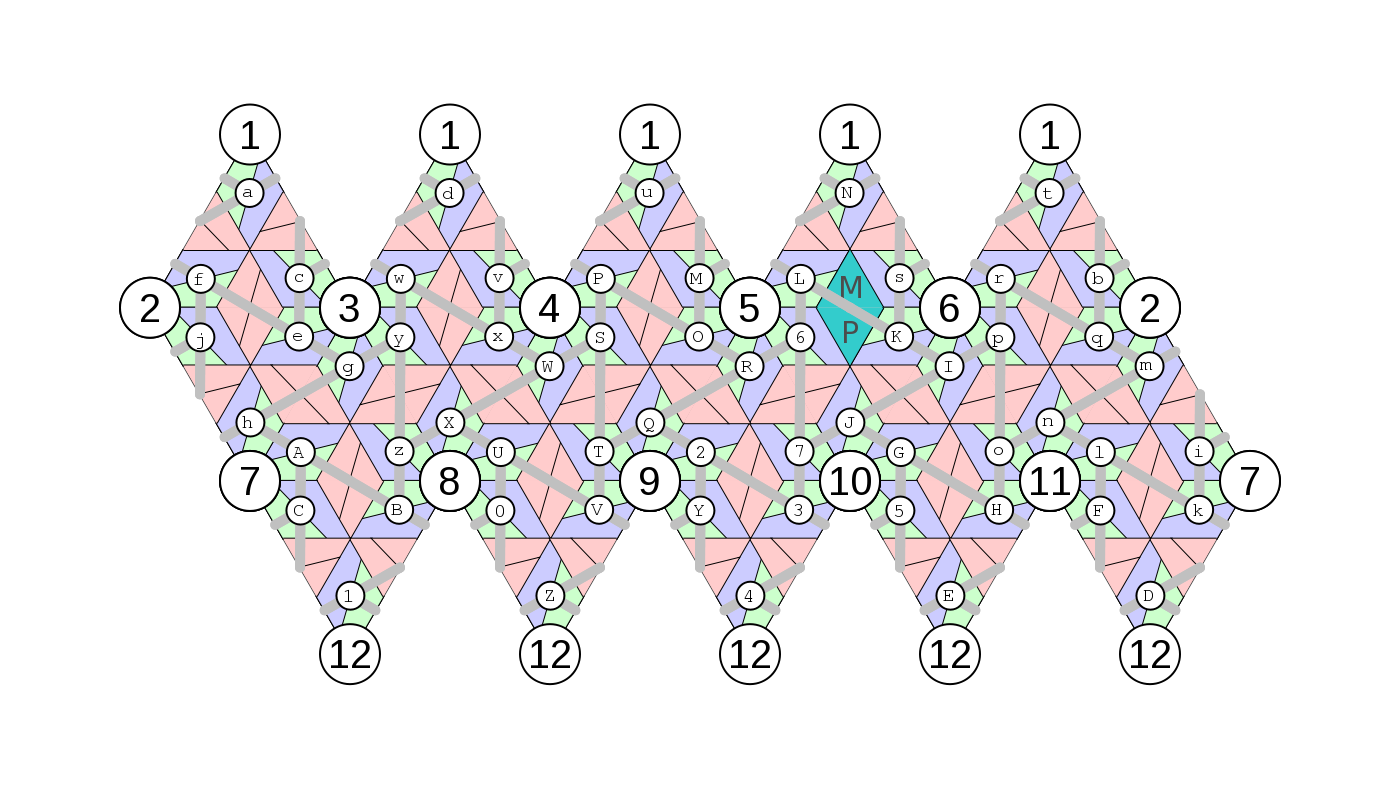 1 1 1 1 1
a d u N t
f c w v P M L M s r b
2 3 4 5 6 2
j e y x S O 6 P K p q
g W R I m
h X Q J n
A z U T 2 7 G o l i
7 8 9 10 11 7
C B 0 V Y 3 5 H F k
1 Z 4 E D
12 12 12 12 12